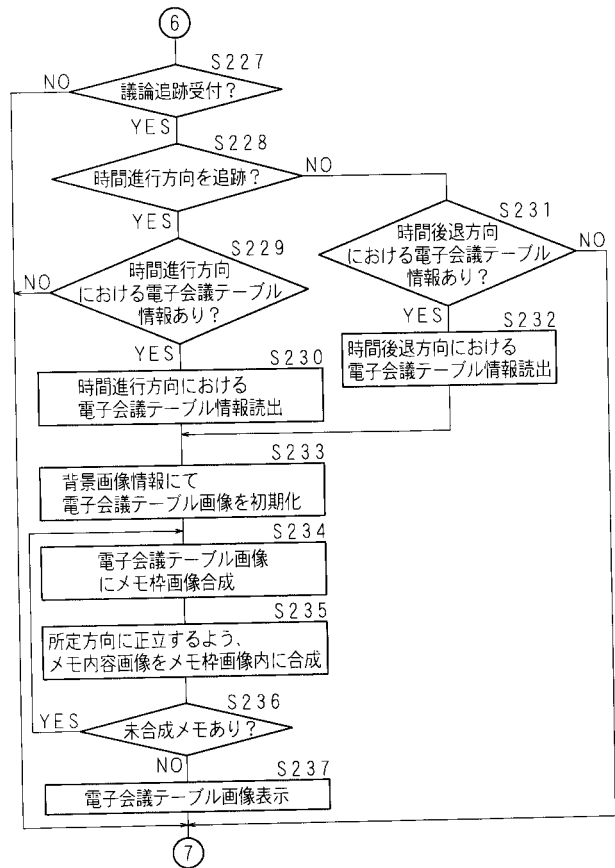 6
S227
NO
議論追跡受付?
YES
S228
NO
時間進行方向を追跡?
YES
S229
S231
NO
時間進行方向
における電子会議テーブル
情報あり?
時間後退方向
における電子会議テーブル
情報あり?
NO
YES
YES
S230
S232
時間進行方向における
電子会議テーブル情報読出
時間後退方向における
電子会議テーブル情報読出
S233
背景画像情報にて
電子会議テーブル画像を初期化
S234
電子会議テーブル画像
にメモ枠画像合成
S235
所定方向に正立するよう、
メモ内容画像をメモ枠画像内に合成
S236
YES
未合成メモあり?
NO
S237
電子会議テーブル画像表示
7